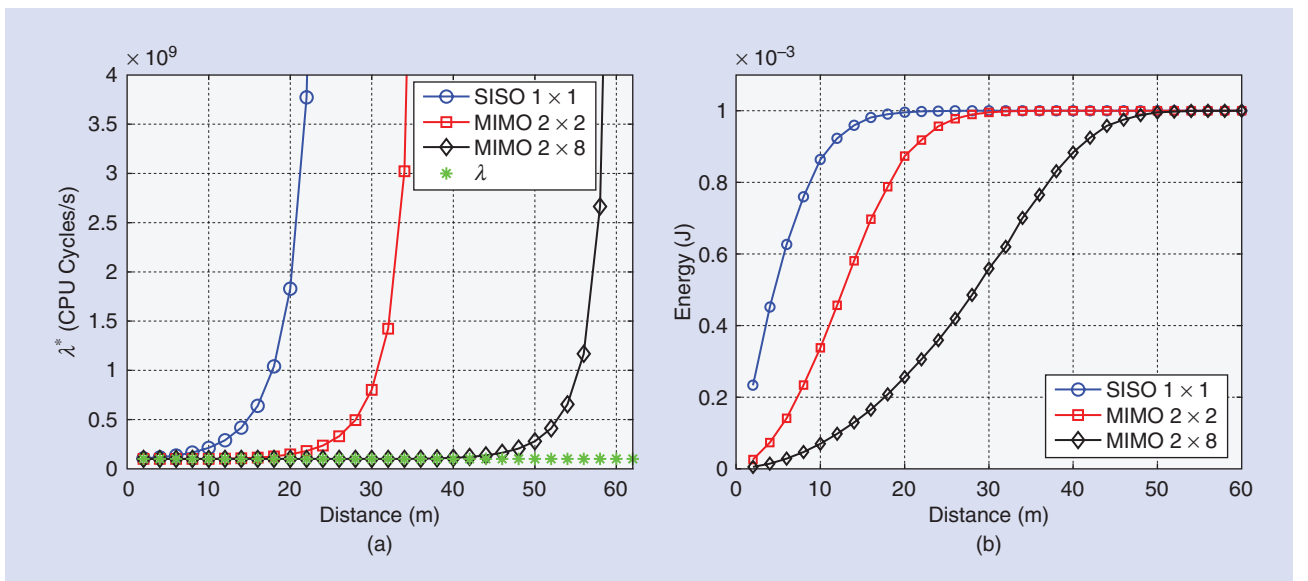 × 10⁹
4
3.5
3
2.5
2
1.5
1
0.5
0
λ* (CPU Cycles/s)
SISO 1 × 1
MIMO 2 × 2
MIMO 2 × 8
λ
0 10 20 30 40 50 60
Distance (m)
(a)
× 10⁻³
1
0.8
0.6
0.4
0.2
0
Energy (J)
SISO 1 × 1
MIMO 2 × 2
MIMO 2 × 8
0 10 20 30 40 50 60
Distance (m)
(b)